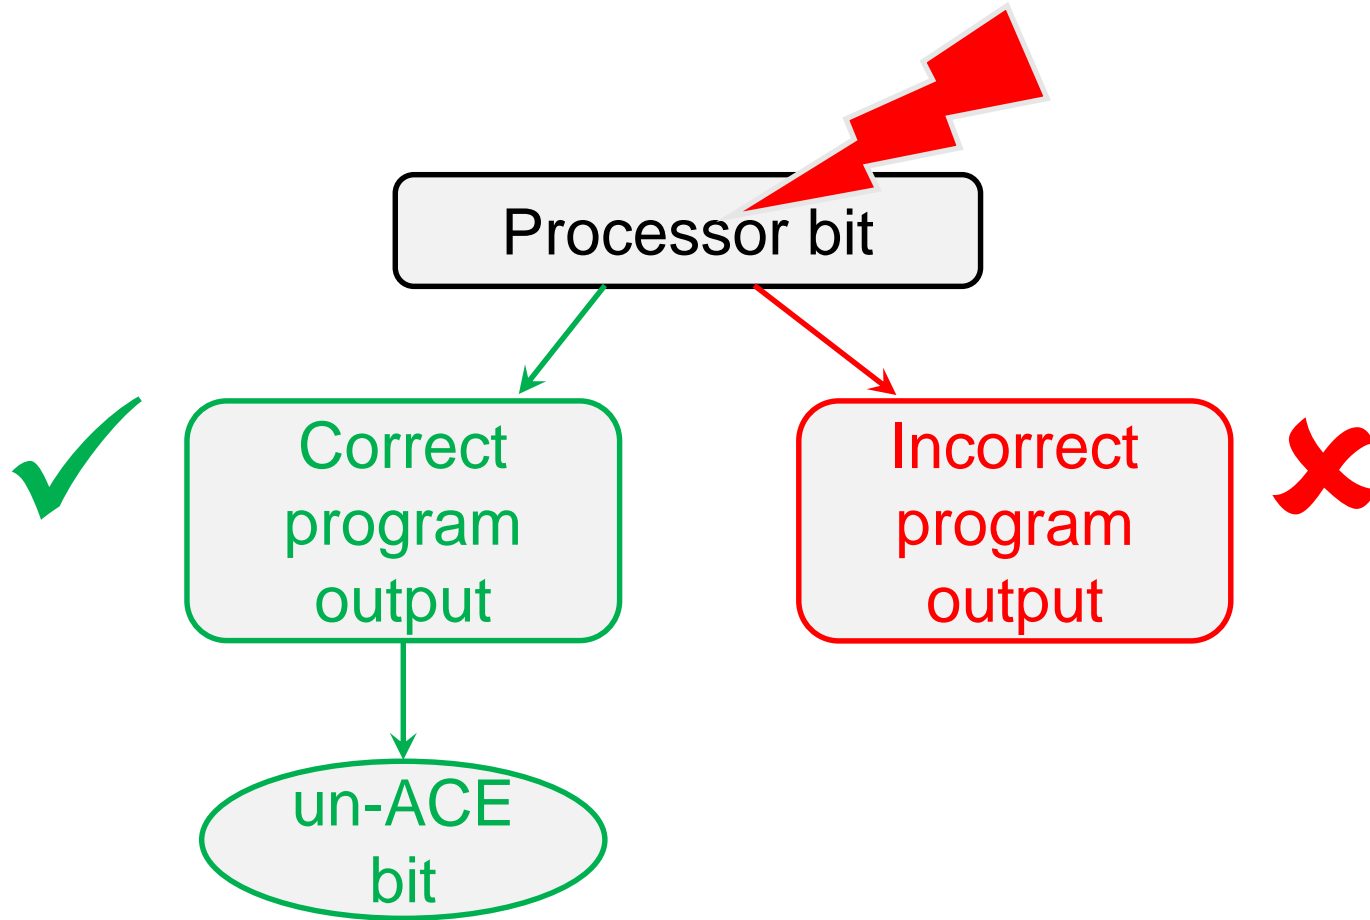 Processor bit
Correct
program
output
Incorrect
program
output
un-ACE
bit